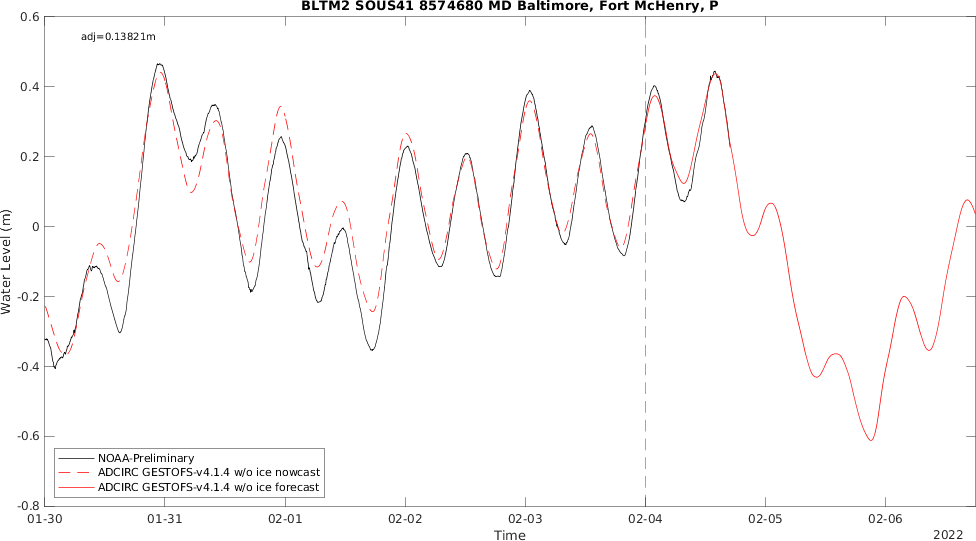 BLTM2 SOUS41 8574680 MD Baltimore, Fort McHenry, P
adj=0.13821m
0.6
0.4
0.2
0
-0.2
-0.4
-0.6
-0.8
Water Level (m)
NOAA-Preliminary
ADCIRC GESTOFS-v4.1.4 w/o ice nowcast
ADCIRC GESTOFS-v4.1.4 w/o ice forecast
01-30 01-31 02-01 02-02 02-03 02-04 02-05 02-06
Time
2022